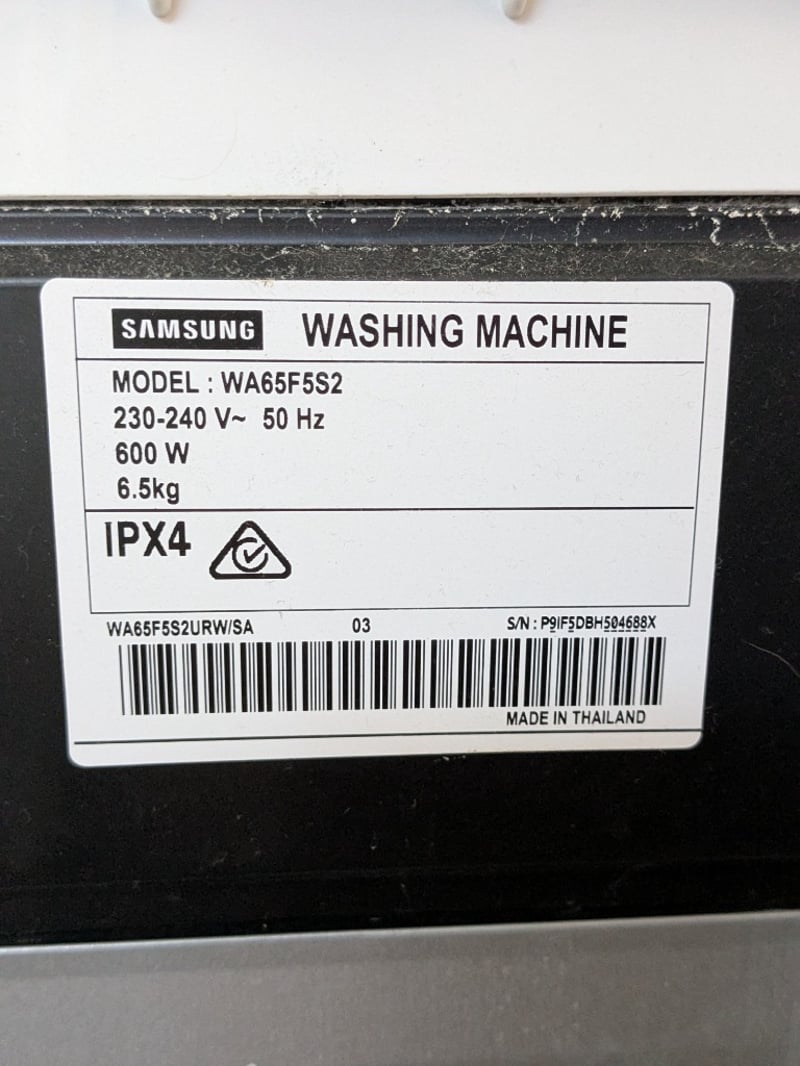 SAMSUNG WASHING MACHINE
MODEL : WA65F5S2
230-240 V~ 50 Hz
600 W
6.5kg
IPX4
WA65F5S2URW/SA 03 S/N : P9IF5DBH504688X
MADE IN THAILAND